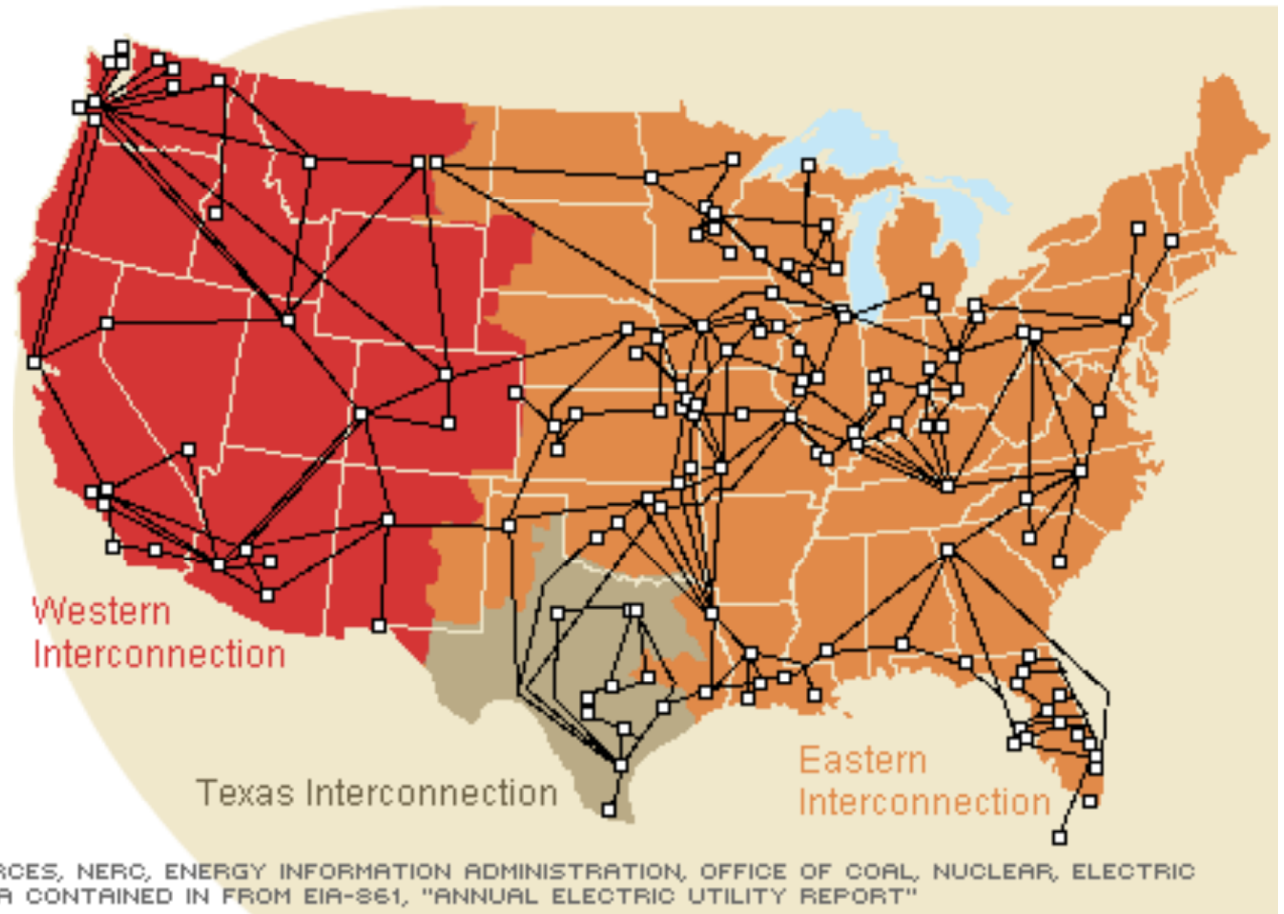 Western
Interconnection
Texas Interconnection
Eastern
Interconnection
RCES, NERC, ENERGY INFORMATION ADMINISTRATION, OFFICE OF COAL, NUCLEAR, ELECTRIC
A CONTAINED IN FROM EIA-861, "ANNUAL ELECTRIC UTILITY REPORT"